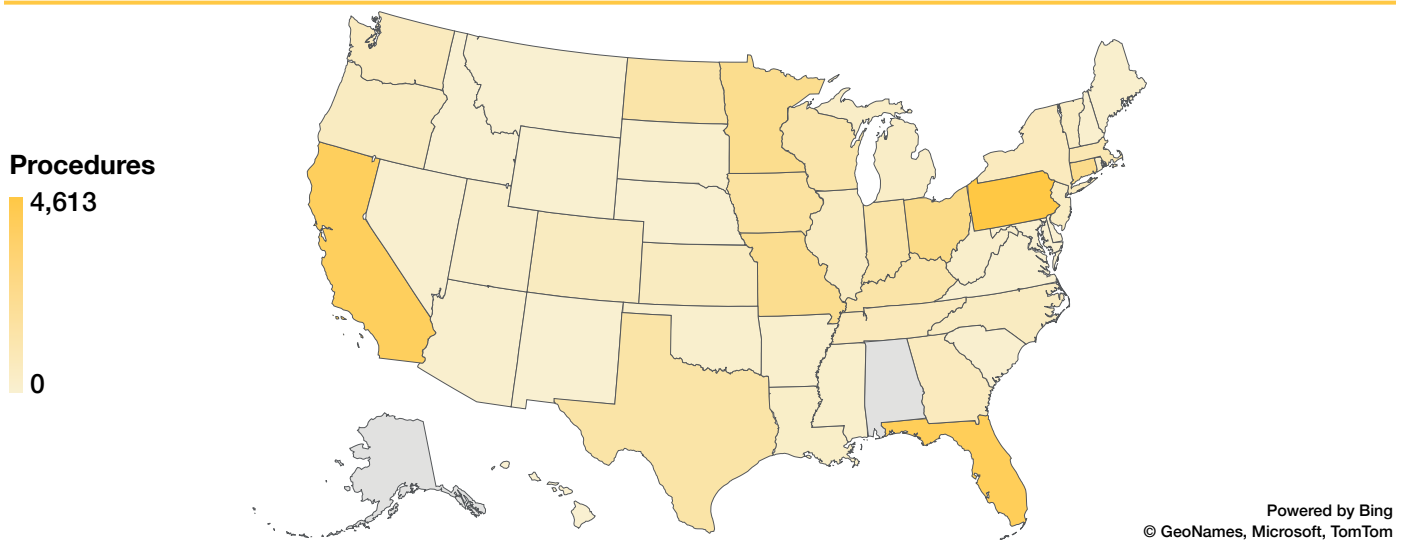 Procedures
4,613
0
Powered by Bing
© GeoNames, Microsoft, TomTom